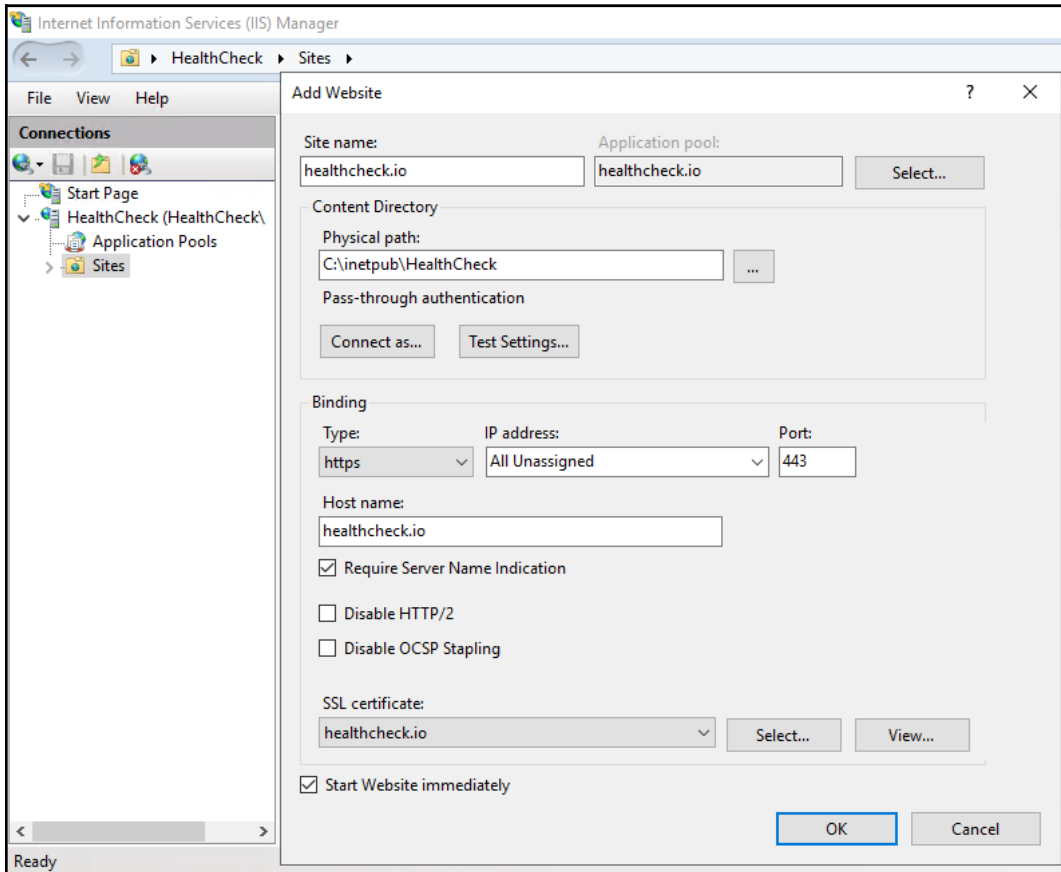 Internet Information Services (IIS) Manager
HealthCheck Sites
File View Help
Connections
Start Page
HealthCheck (HealthCheck\
Application Pools
Sites
Ready
Add Website ?
Site name: Application pool:
healthcheck.io healthcheck.io Select...
Content Directory
Physical path:
C:\inetpub\HealthCheck ...
Pass-through authentication
Connect as... Test Settings...
Binding
Type: IP address: Port:
https All Unassigned 443
Host name:
healthcheck.io
Require Server Name Indication
Disable HTTP/2
Disable OCSP Stapling
SSL certificate:
healthcheck.io Select... View...
Start Website immediately
OK Cancel